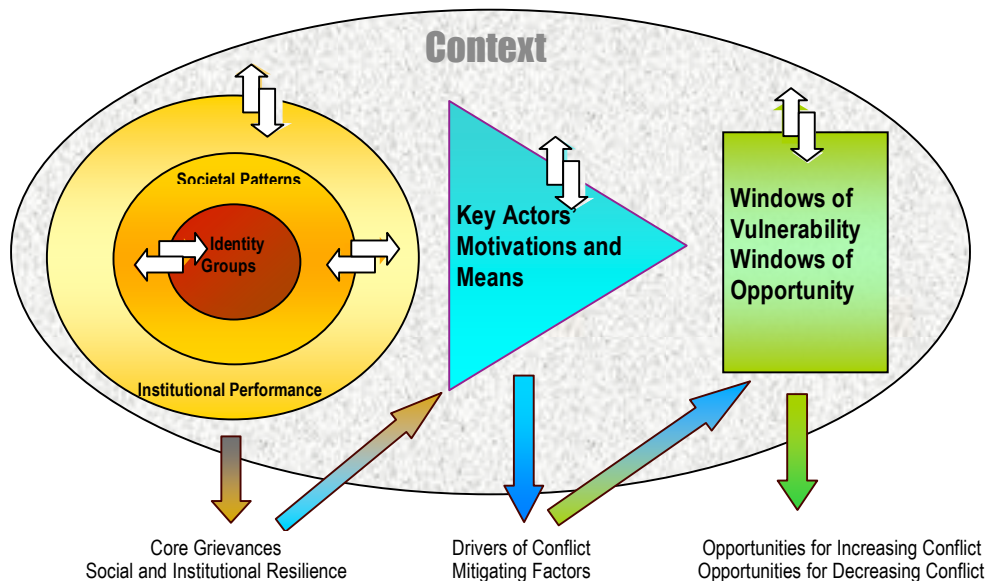 Context
Societal Patterns
Identity
Groups
Institutional Performance
Key Actors’
Motivations and
Means
Windows of
Vulnerability
Windows of
Opportunity
Core Grievances
Social and Institutional Resilience
Drivers of Conflict
Mitigating Factors
Opportunities for Increasing Conflict
Opportunities for Decreasing Conflict